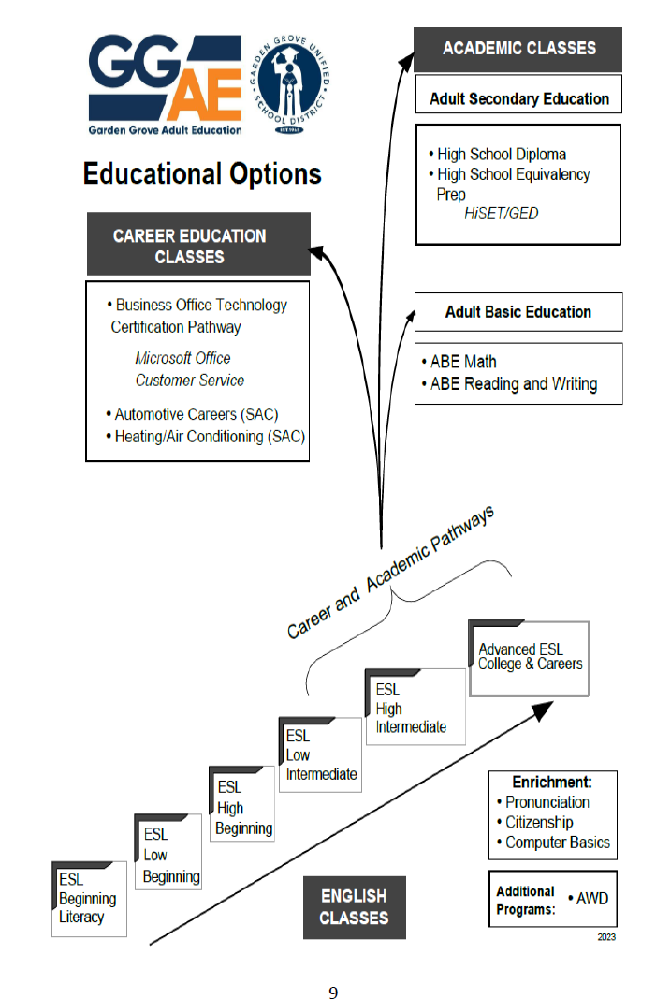 GG
AE
Garden Grove Adult Education
• GARDEN GROVE UNIFIED •
SCHOOL DISTRICT
EST 1965
Educational Options
ACADEMIC CLASSES
Adult Secondary Education
• High School Diploma
• High School Equivalency
Prep
HiSET/GED
CAREER EDUCATION
CLASSES
• Business Office Technology
Certification Pathway
Microsoft Office
Customer Service
• Automotive Careers (SAC)
• Heating/Air Conditioning (SAC)
Adult Basic Education
• ABE Math
• ABE Reading and Writing
Career and Academic Pathways
Advanced ESL
College & Careers
ESL
High
Intermediate
ESL
Low
Intermediate
ESL
High
Beginning
ESL
Low
Beginning
ESL
Beginning
Literacy
ENGLISH
CLASSES
Enrichment:
• Pronunciation
• Citizenship
• Computer Basics
Additional
Programs:
• AWD
2023
9